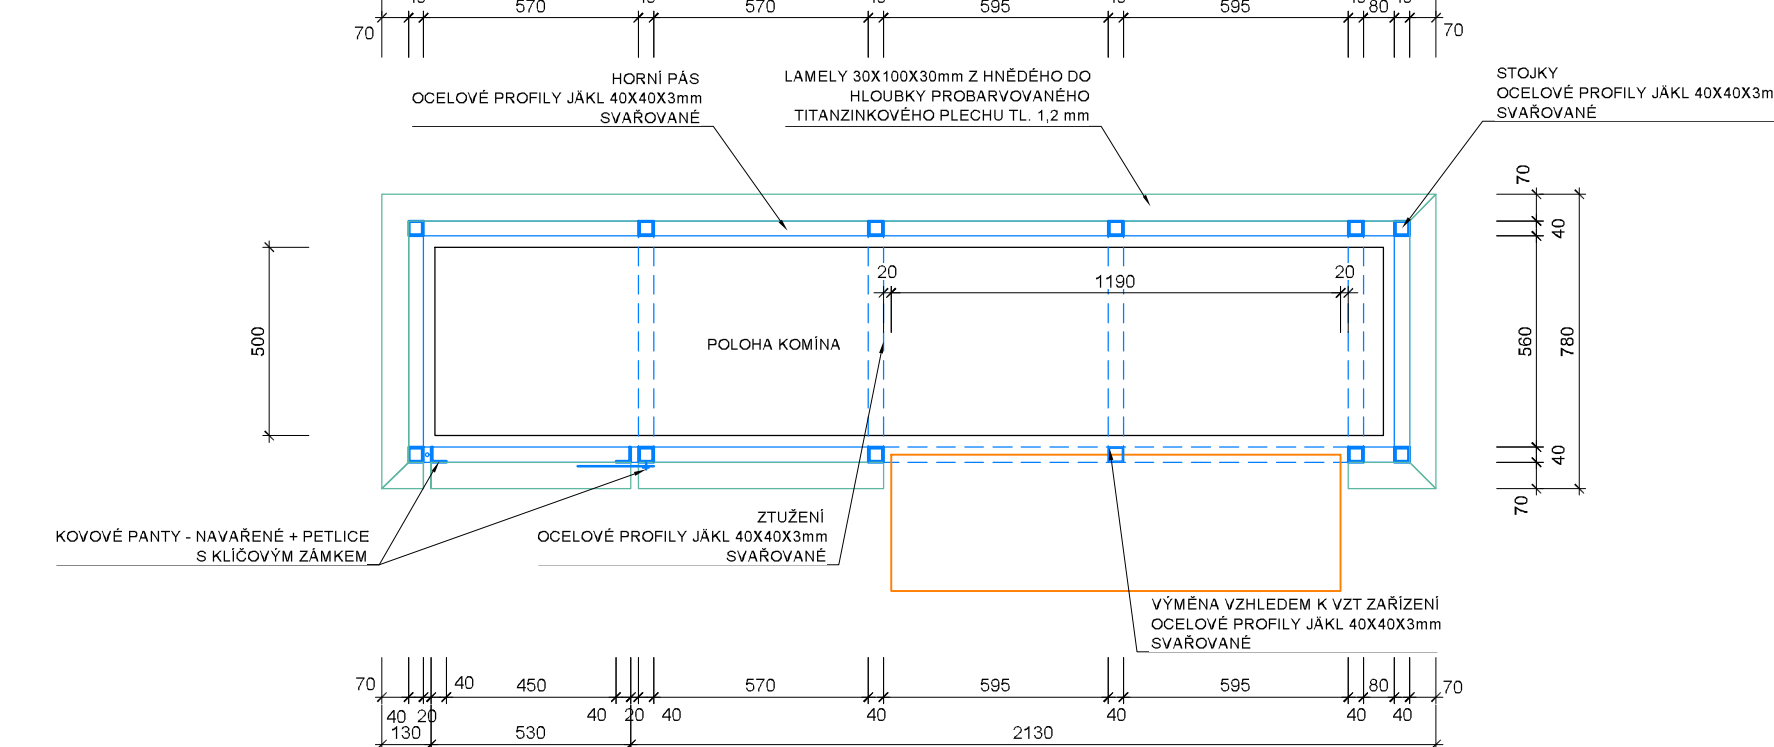 570 570 595 595 80
70 70
HORNÍ PÁS
OCELOVÉ PROFILY JÄKL 40X40X3mm
SVAŘOVANÉ
LAMELY 30X100X30mm Z HNĚDÉHO DO
HLOUBKY PROBARVOVANÉHO
TITANZINKOVÉHO PLECHU TL. 1,2 mm
STOJKY
OCELOVÉ PROFILY JÄKL 40X40X3m
SVAŘOVANÉ
70
40
20 1190 20
500
POLOHA KOMÍNA
560 780
40
70
KOVOVÉ PANTY - NAVAŘENÉ + PETLICE
S KLÍČOVÝM ZÁMKEM
ZTUŽENÍ
OCELOVÉ PROFILY JÄKL 40X40X3mm
SVAŘOVANÉ
VÝMĚNA VZHLEDEM K VZT ZAŘÍZENÍ
OCELOVÉ PROFILY JÄKL 40X40X3mm
SVAŘOVANÉ
70 40 450 570 595 595 80 70
40 20 40 20 40 40 40 40 40
130 530 2130